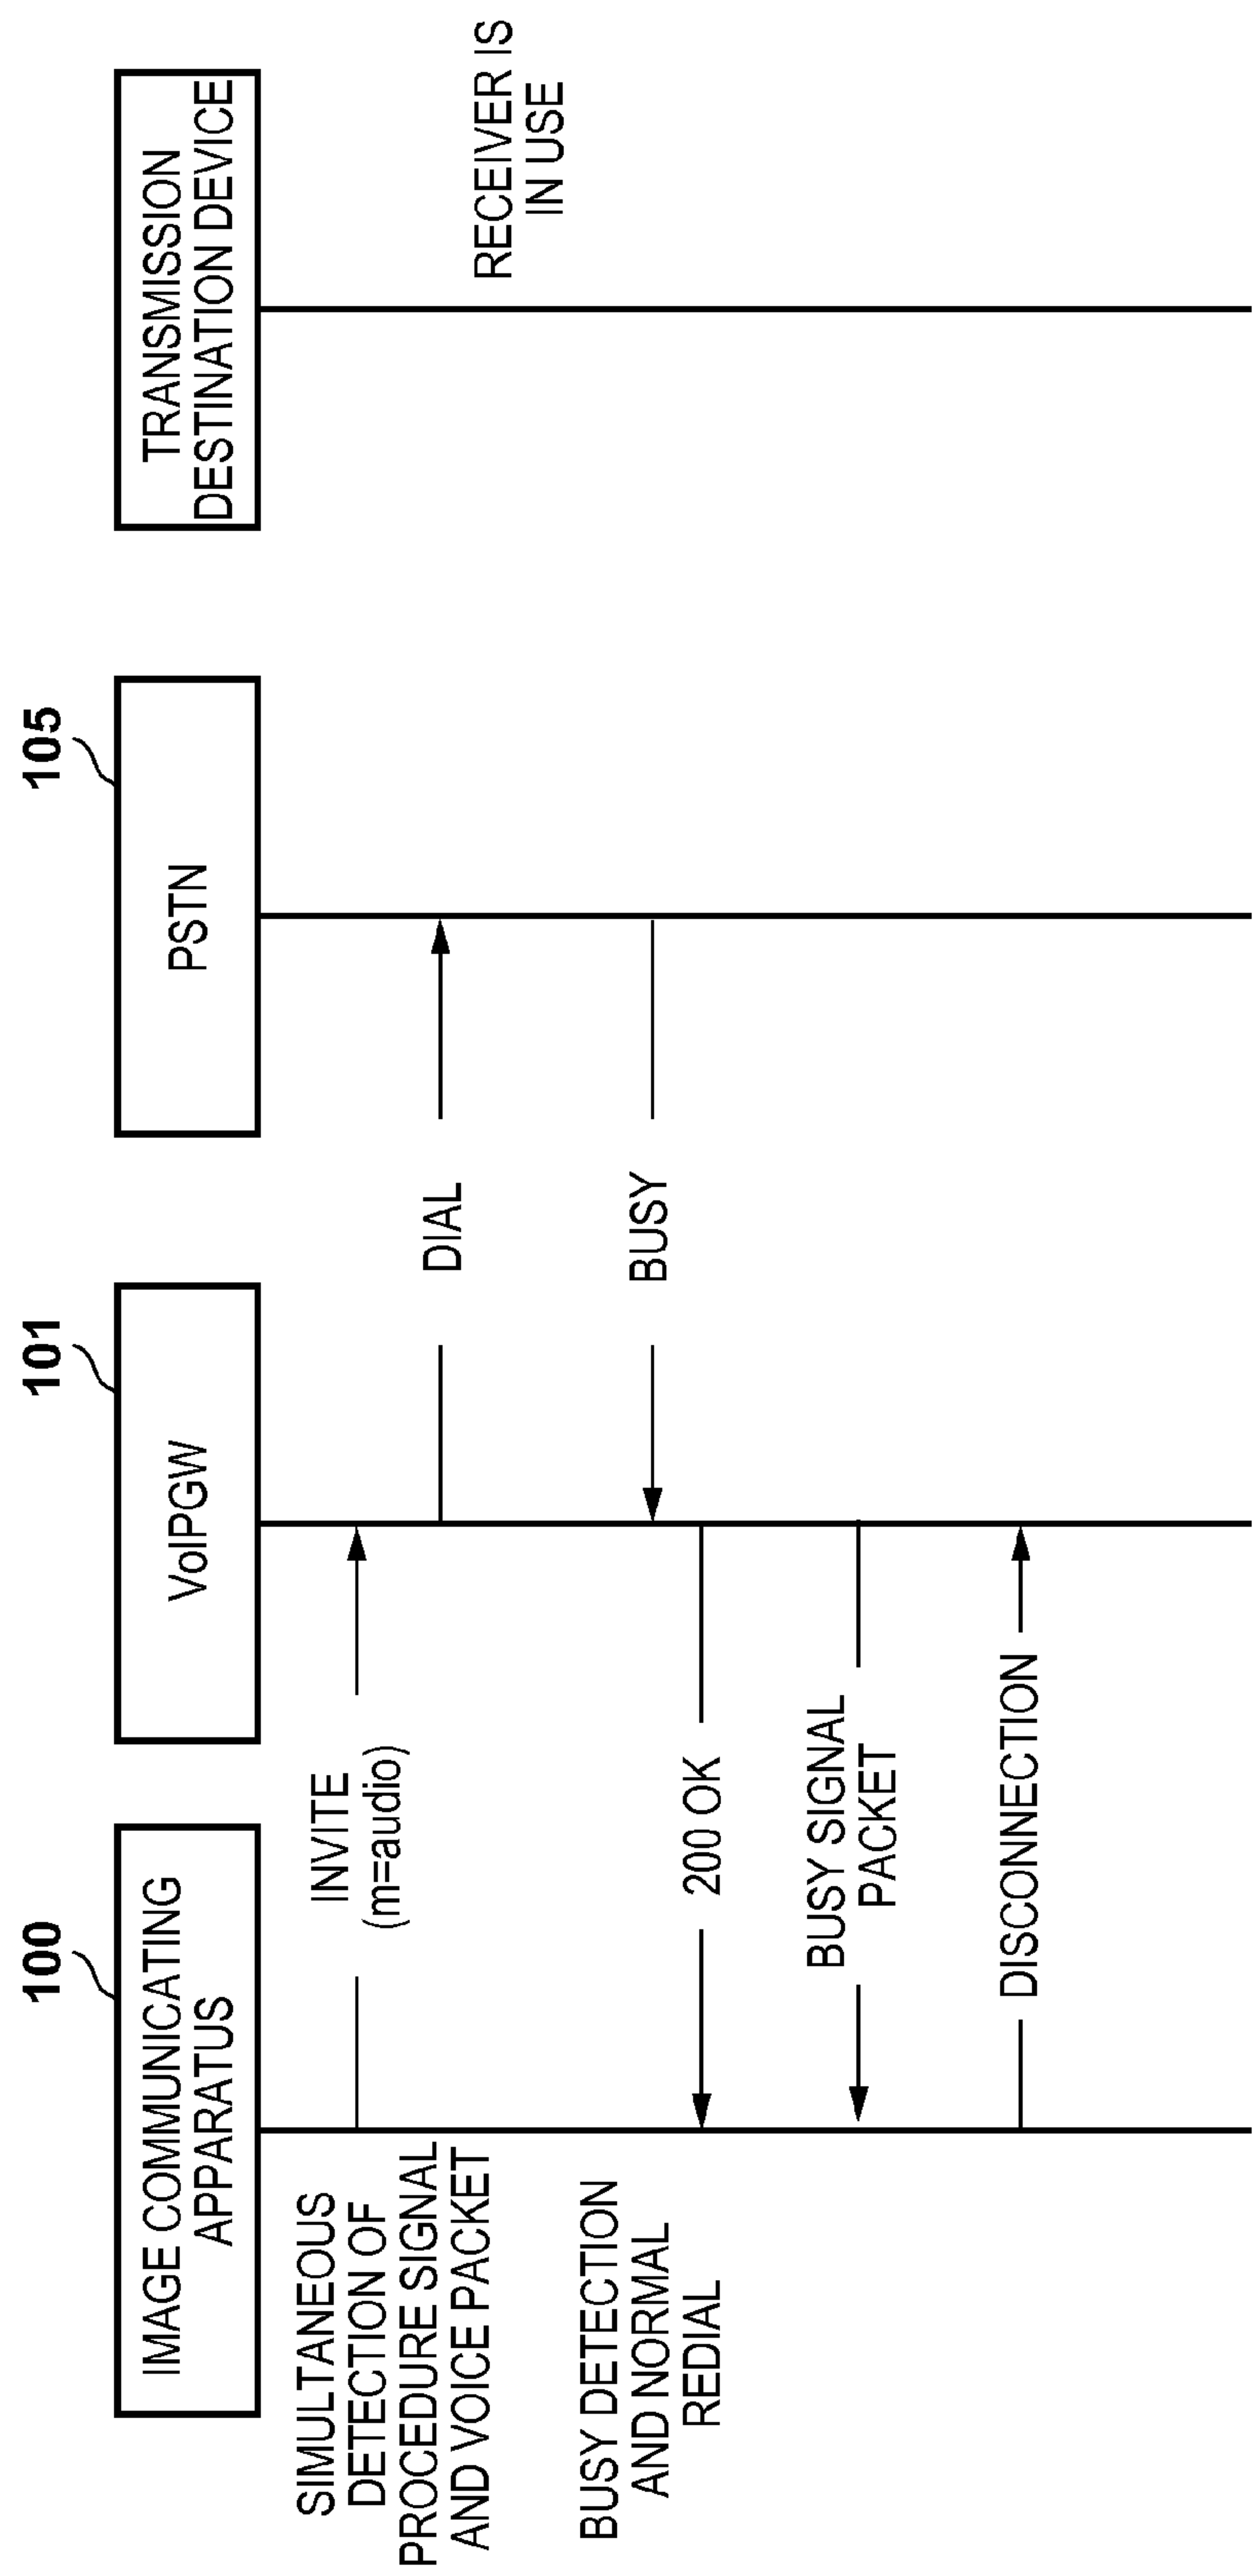 100
IMAGE COMMUNICATING
APPARATUS
101
VoIPGW
105
PSTN
TRANSMISSION
DESTINATION DEVICE
SIMULTANEOUS
DETECTION OF
PROCEDURE SIGNAL
AND VOICE PACKET
INVITE
(m=audio)
DIAL
RECEIVER IS
IN USE
BUSY DETECTION
AND NORMAL
REDIAL
BUSY
200 OK
BUSY SIGNAL
PACKET
DISCONNECTION